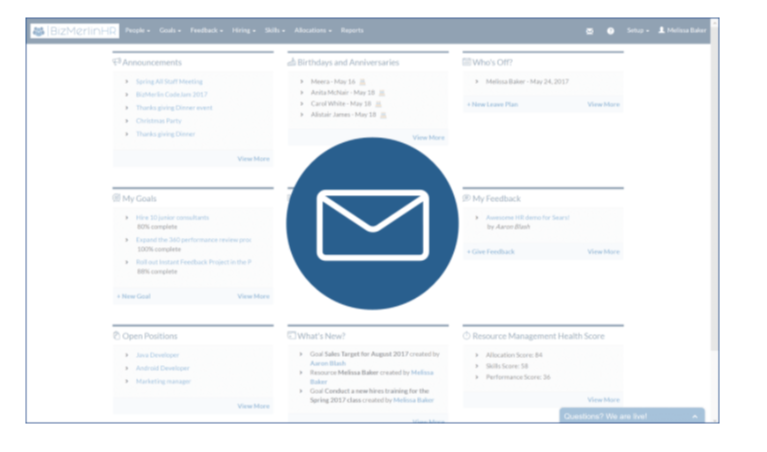 BizMerlinHR People Goals Feedback Hiring Skills Allocations Reports Setup Melissa Baker
Announcements
Spring All Staff Meeting
BizMerlin CodeJam 2017
Thanks giving Dinner event
Christmas Party
Thanks giving Dinner
View More
Birthdays and Anniversaries
Meera - May 16
Anita McNair - May 18
Carol White - May 18
Alistair James - May 18
View More
Who's Off?
Melissa Baker - May 24, 2017
+ New Leave Plan View More
My Goals
Hire 10 junior consultants
80% complete
Expand the 360 performance review proc
100% complete
Roll out Instant Feedback Project in the F
88% complete
+ New Goal View More
My Feedback
Awesome HR demo for Sears!
by Aaron Blash
+ Give Feedback View More
Open Positions
Java Developer
Android Developer
Marketing manager
View More
What's New?
Goal Sales Target for August 2017 created by
Aaron Blash
Resource Melissa Baker created by Melissa
Baker
Goal Conduct a new hires training for the
Spring 2017 class created by Melissa Baker
View More
Resource Management Health Score
Allocation Score: 84
Skills Score: 58
Performance Score: 26
View More
Questions? We are live!